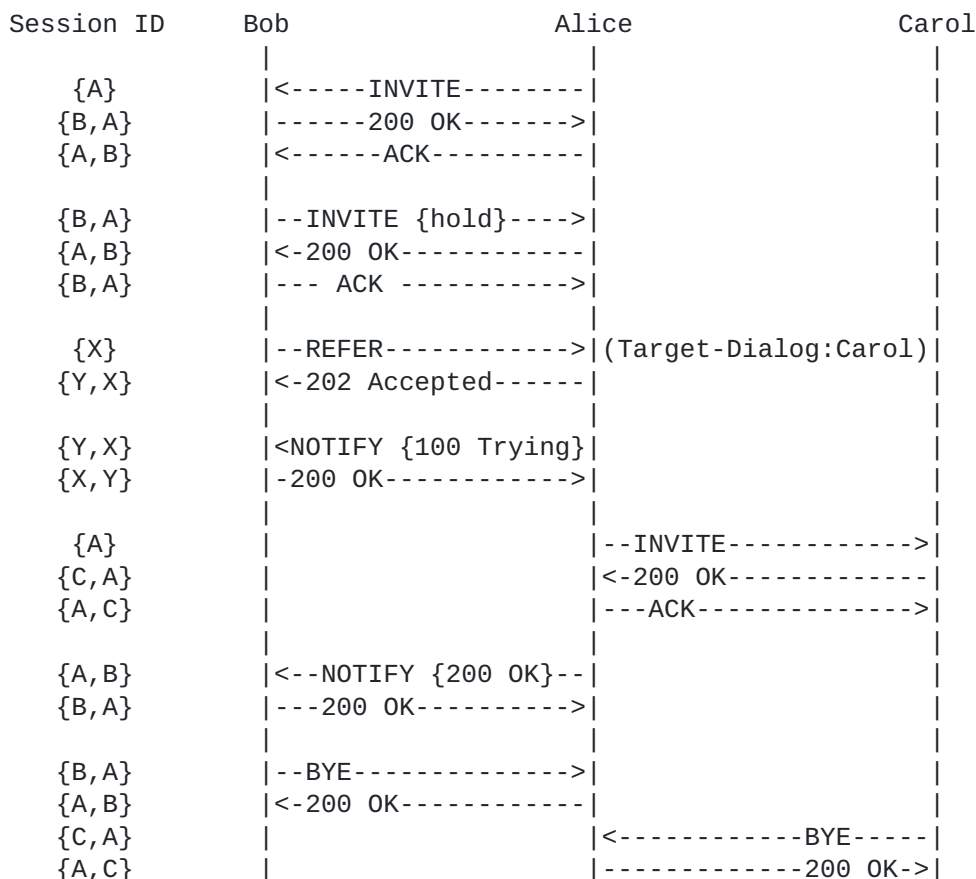 Session ID     Bob                 Alice                Carol
                |                    |                    |
    {A}         |<-----INVITE--------|                    |
   {B,A}        |------200 OK------->|                    |
   {A,B}        |<------ACK----------|                    |
                |                    |                    |
   {B,A}        |--INVITE {hold}---->|                    |
   {A,B}        |<-200 OK------------|                    |
   {B,A}        |--- ACK ----------->|                    |
                |                    |                    |
    {X}         |--REFER------------>|(Target-Dialog:Carol)|
   {Y,X}        |<-202 Accepted------|                    |
                |                    |                    |
   {Y,X}        |<NOTIFY {100 Trying}|                    |
   {X,Y}        |-200 OK------------>|                    |
                |                    |                    |
    {A}         |                    |--INVITE------------>|
   {C,A}        |                    |<-200 OK-------------|
   {A,C}        |                    |---ACK-------------->|
                |                    |                    |
   {A,B}        |<--NOTIFY {200 OK}--|                    |
   {B,A}        |---200 OK---------->|                    |
                |                    |                    |
   {B,A}        |--BYE-------------->|                    |
   {A,B}        |<-200 OK------------|                    |
   {C,A}        |                    |<------------BYE-----|
   {A,C}        |                    |-------------200 OK->|